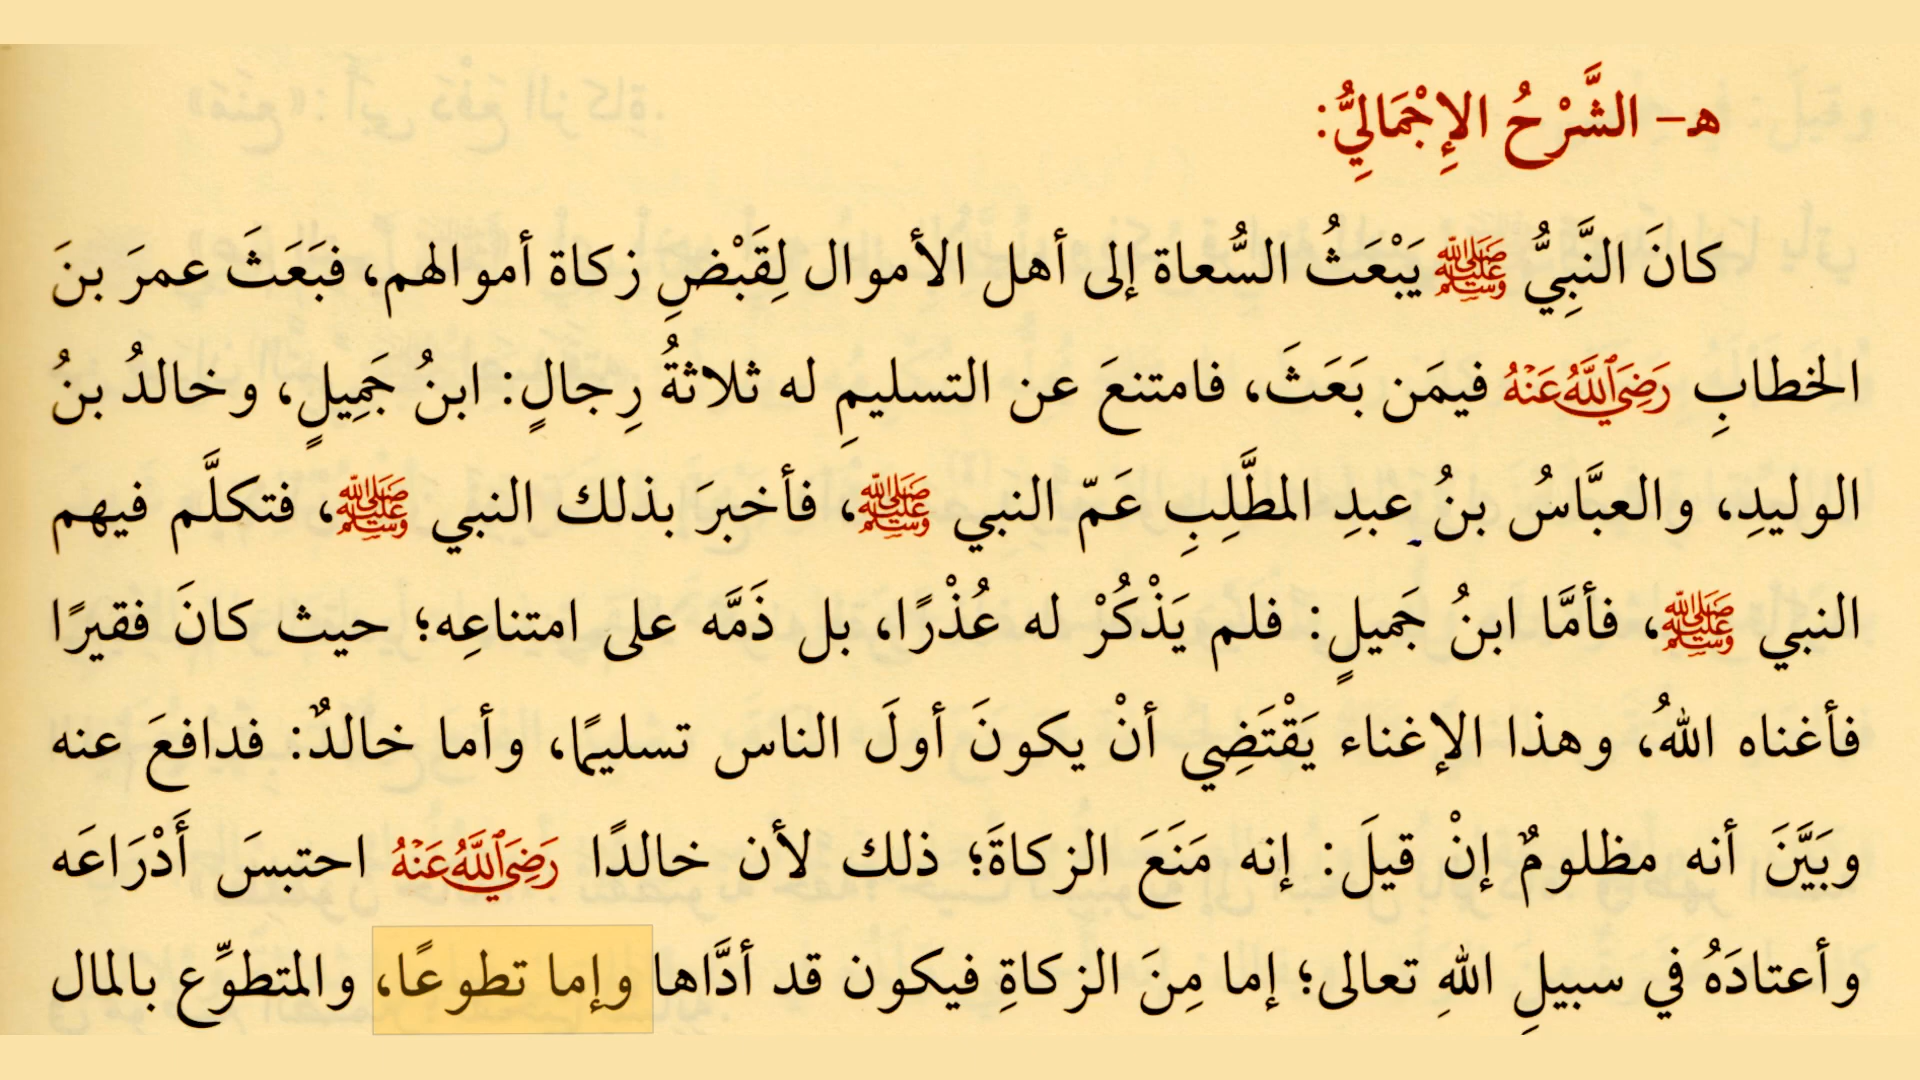 هـ- الشَّرْحُ الإِجْمَالِيُّ:
كانَ النَّبِيُّ ﷺ يَبْعَثُ السُّعاة إلى أهل الأموال لِقَبْضِ زكاة أموالهم، فبَعَثَ عمرَ بنَ
الخطابِ رَضِيَ اللَّهُ عَنْهُ فيمَن بَعَثَ، فامتنعَ عن التسليمِ له ثلاثةُ رِجالٍ: ابنُ جَمِيلٍ، وخالدُ بنُ
الوليدِ، والعبَّاسُ بنُ عبدِ المطَّلِبِ عَمّ النبي ﷺ، فأخبرَ بذلك النبي ﷺ، فتكلَّم فيهم
النبي ﷺ، فأمَّا ابنُ جَميلٍ: فلم يَذْكُرْ له عُذْرًا، بل ذَمَّه على امتناعِه؛ حيث كانَ فقيرًا
فأغناه اللهُ، وهذا الإغناء يَقْتَضِي أنْ يكونَ أولَ الناس تسليمًا، وأما خالدٌ: فدافعَ عنه
وبَيَّنَ أنه مظلومٌ إنْ قيلَ: إنه مَنَعَ الزكاةَ؛ ذلك لأن خالدًا رَضِيَ اللَّهُ عَنْهُ احتبسَ أَدْرَاعَه
وأعتادَهُ في سبيلِ اللهِ تعالى؛ إما مِنَ الزكاةِ فيكون قد أدَّاها وإما تطوعًا، والمتطوِّع بالمال